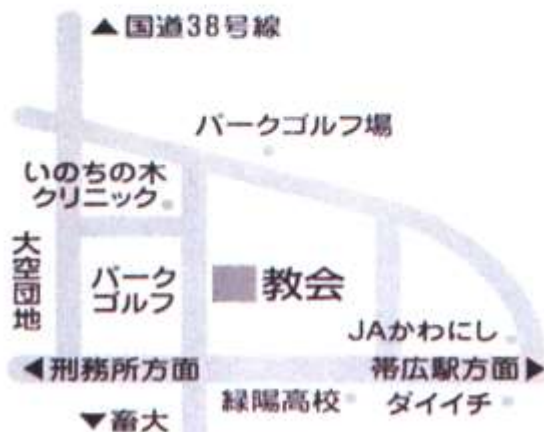 ▲国道38号線
パークゴルフ場
いのちの木
クリニック
大空団地
パーク
ゴルフ
教会
JAかわにし
◀刑務所方面
帯広駅方面▶
緑陽高校
ダイイチ
▼畜大